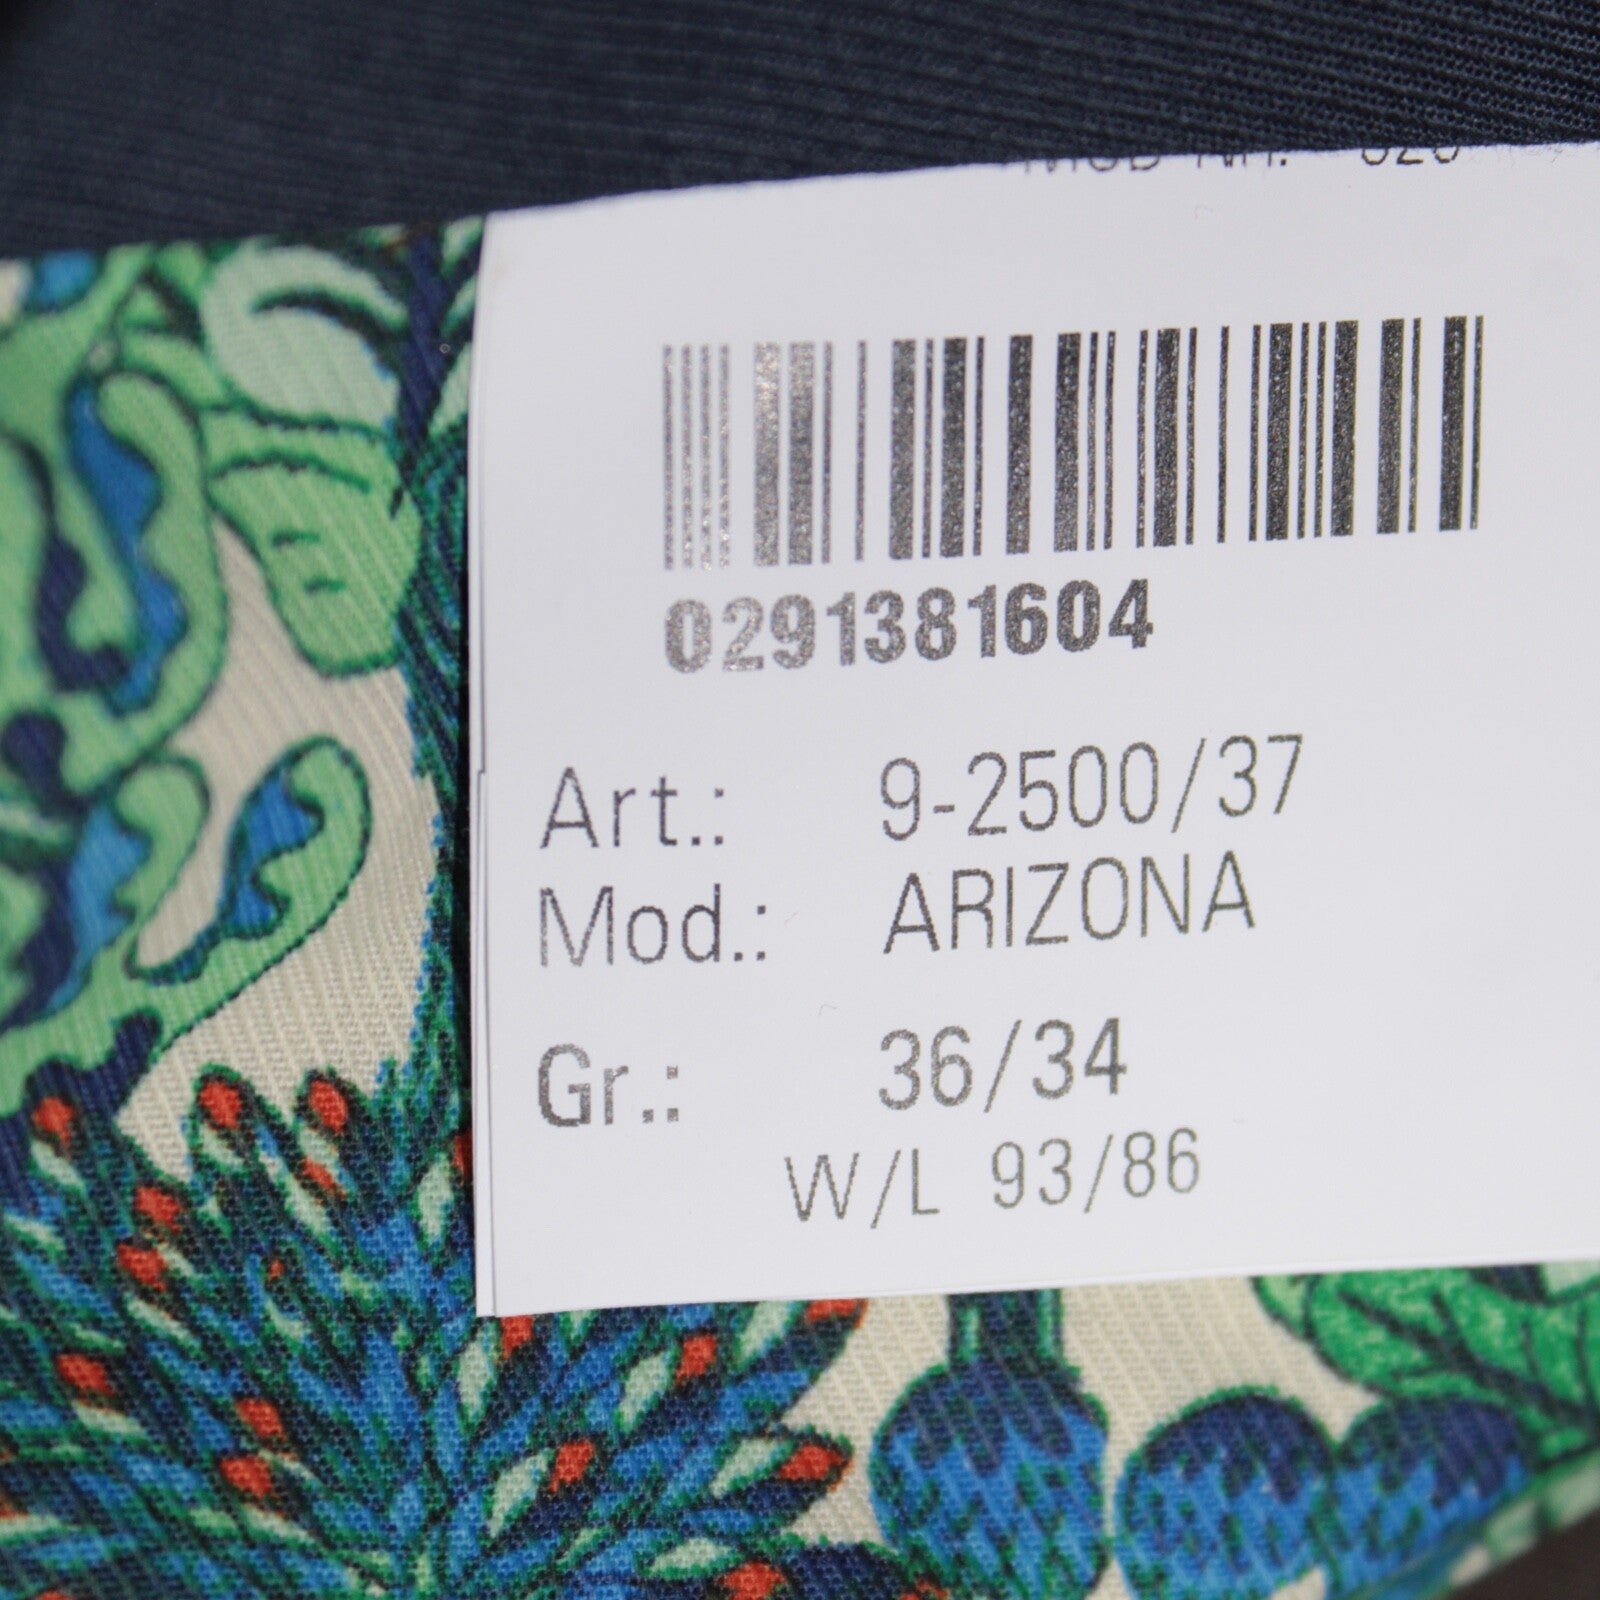 0291381604
Art.: 9-2500/37
Mod.: ARIZONA
Gr.: 36/34
W/L 93/86